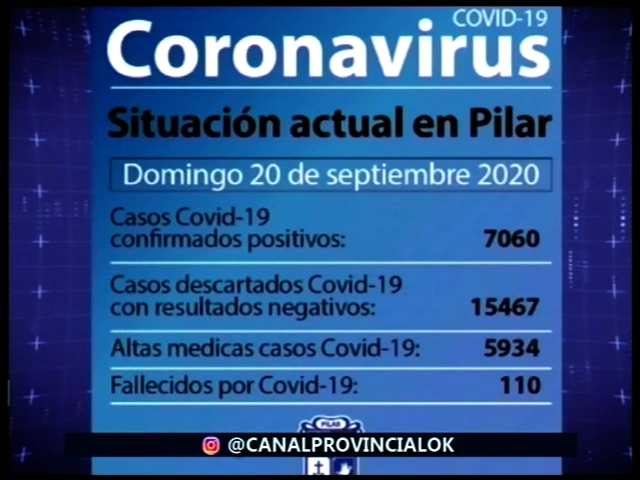 COVID-19
Coronavirus
Situación actual en Pilar
Domingo 20 de septiembre 2020
Casos Covid-19
confirmados positivos: 7060
Casos descartados Covid-19
con resultados negativos: 15467
Altas medicas casos Covid-19: 5934
Fallecidos por Covid-19: 110
PILAR
@CANALPROVINCIALOK